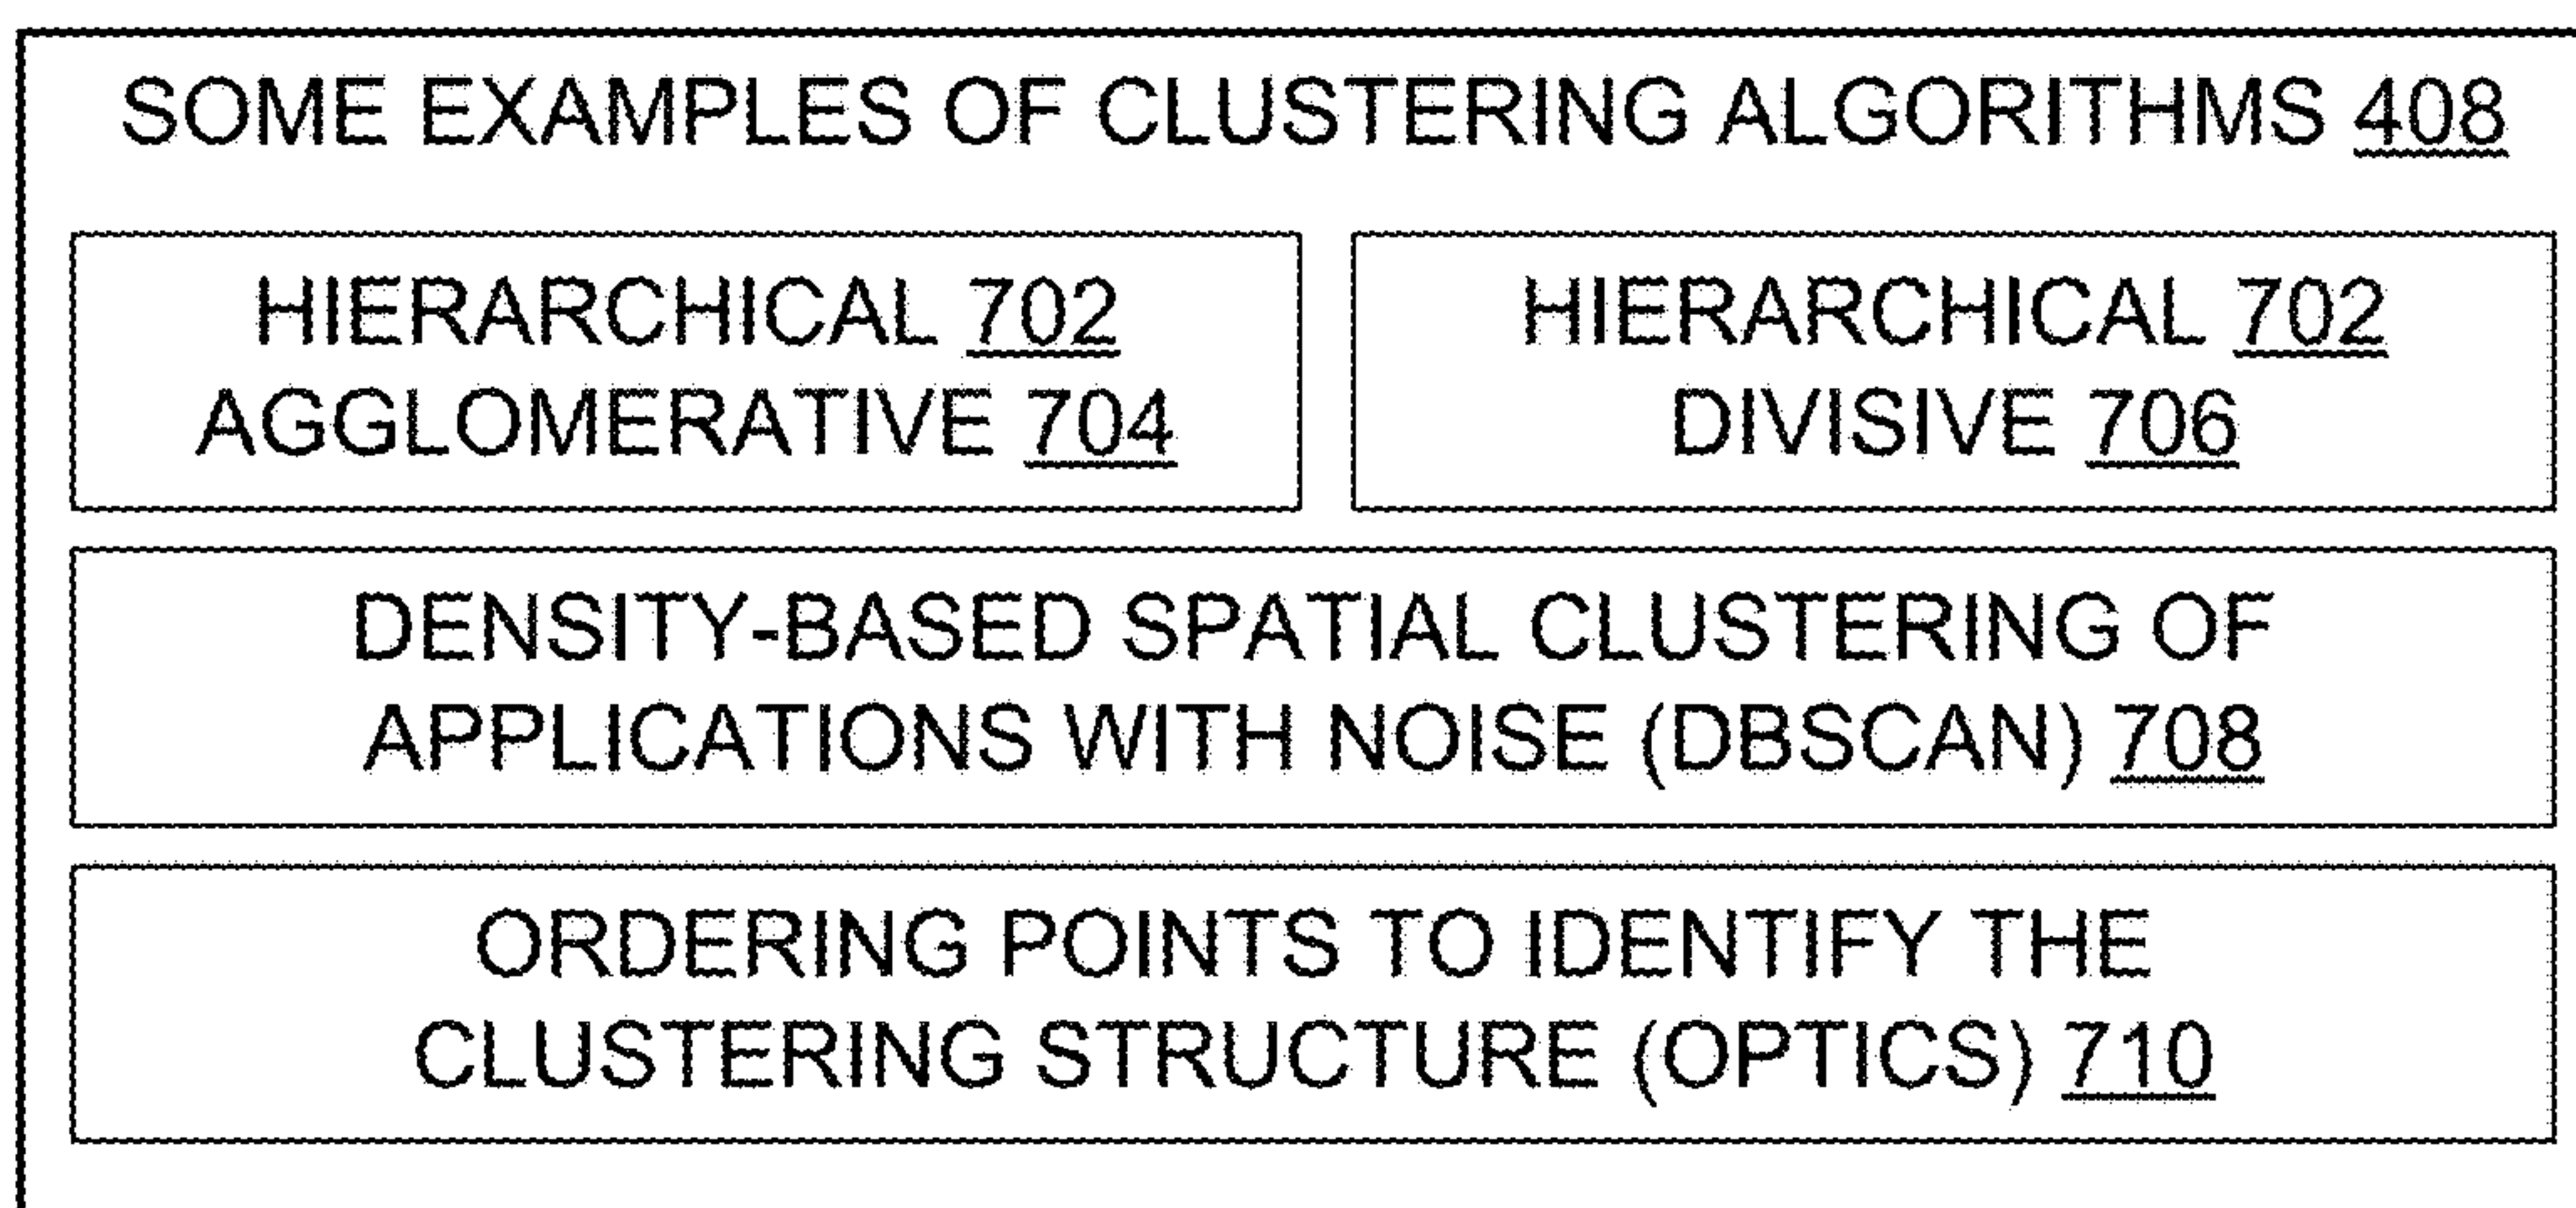 SOME EXAMPLES OF CLUSTERING ALGORITHMS 408
HIERARCHICAL 702
AGGLOMERATIVE 704
HIERARCHICAL 702
DIVISIVE 706
DENSITY-BASED SPATIAL CLUSTERING OF
APPLICATIONS WITH NOISE (DBSCAN) 708
ORDERING POINTS TO IDENTIFY THE
CLUSTERING STRUCTURE (OPTICS) 710